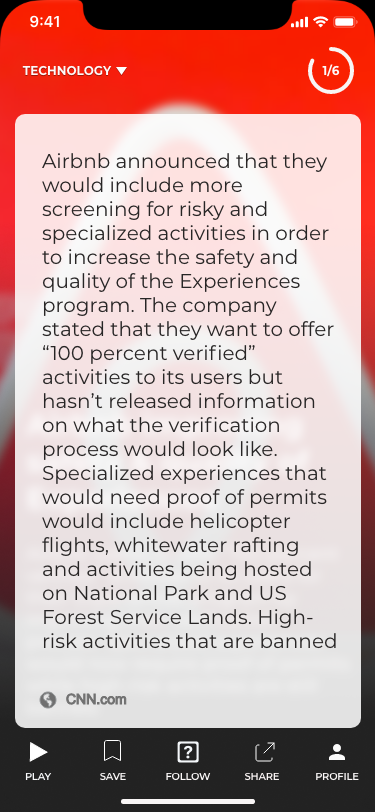 9:41
TECHNOLOGY
1/6
Airbnb announced that they
would include more
screening for risky and
specialized activities in order
to increase the safety and
quality of the Experiences
program. The company
stated that they want to offer
“100 percent verified”
activities to its users but
hasn’t released information
on what the verification
process would look like.
Specialized experiences that
would need proof of permits
would include helicopter
flights, whitewater rafting
and activities being hosted
on National Park and US
Forest Service Lands. High-
risk activities that are banned
CNN.com
PLAY SAVE FOLLOW SHARE PROFILE